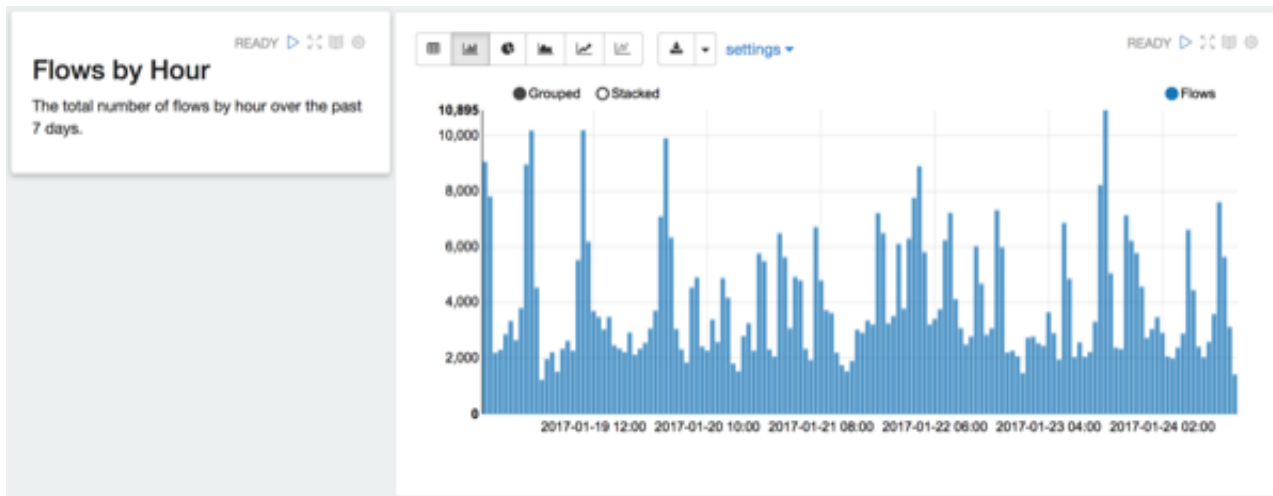 READY
Flows by Hour
The total number of flows by hour over the past
7 days.
settings
READY
Grouped Stacked
Flows
10,895
10,000
8,000
6,000
4,000
2,000
0
2017-01-19 12:00 2017-01-20 10:00 2017-01-21 08:00 2017-01-22 06:00 2017-01-23 04:00 2017-01-24 02:00